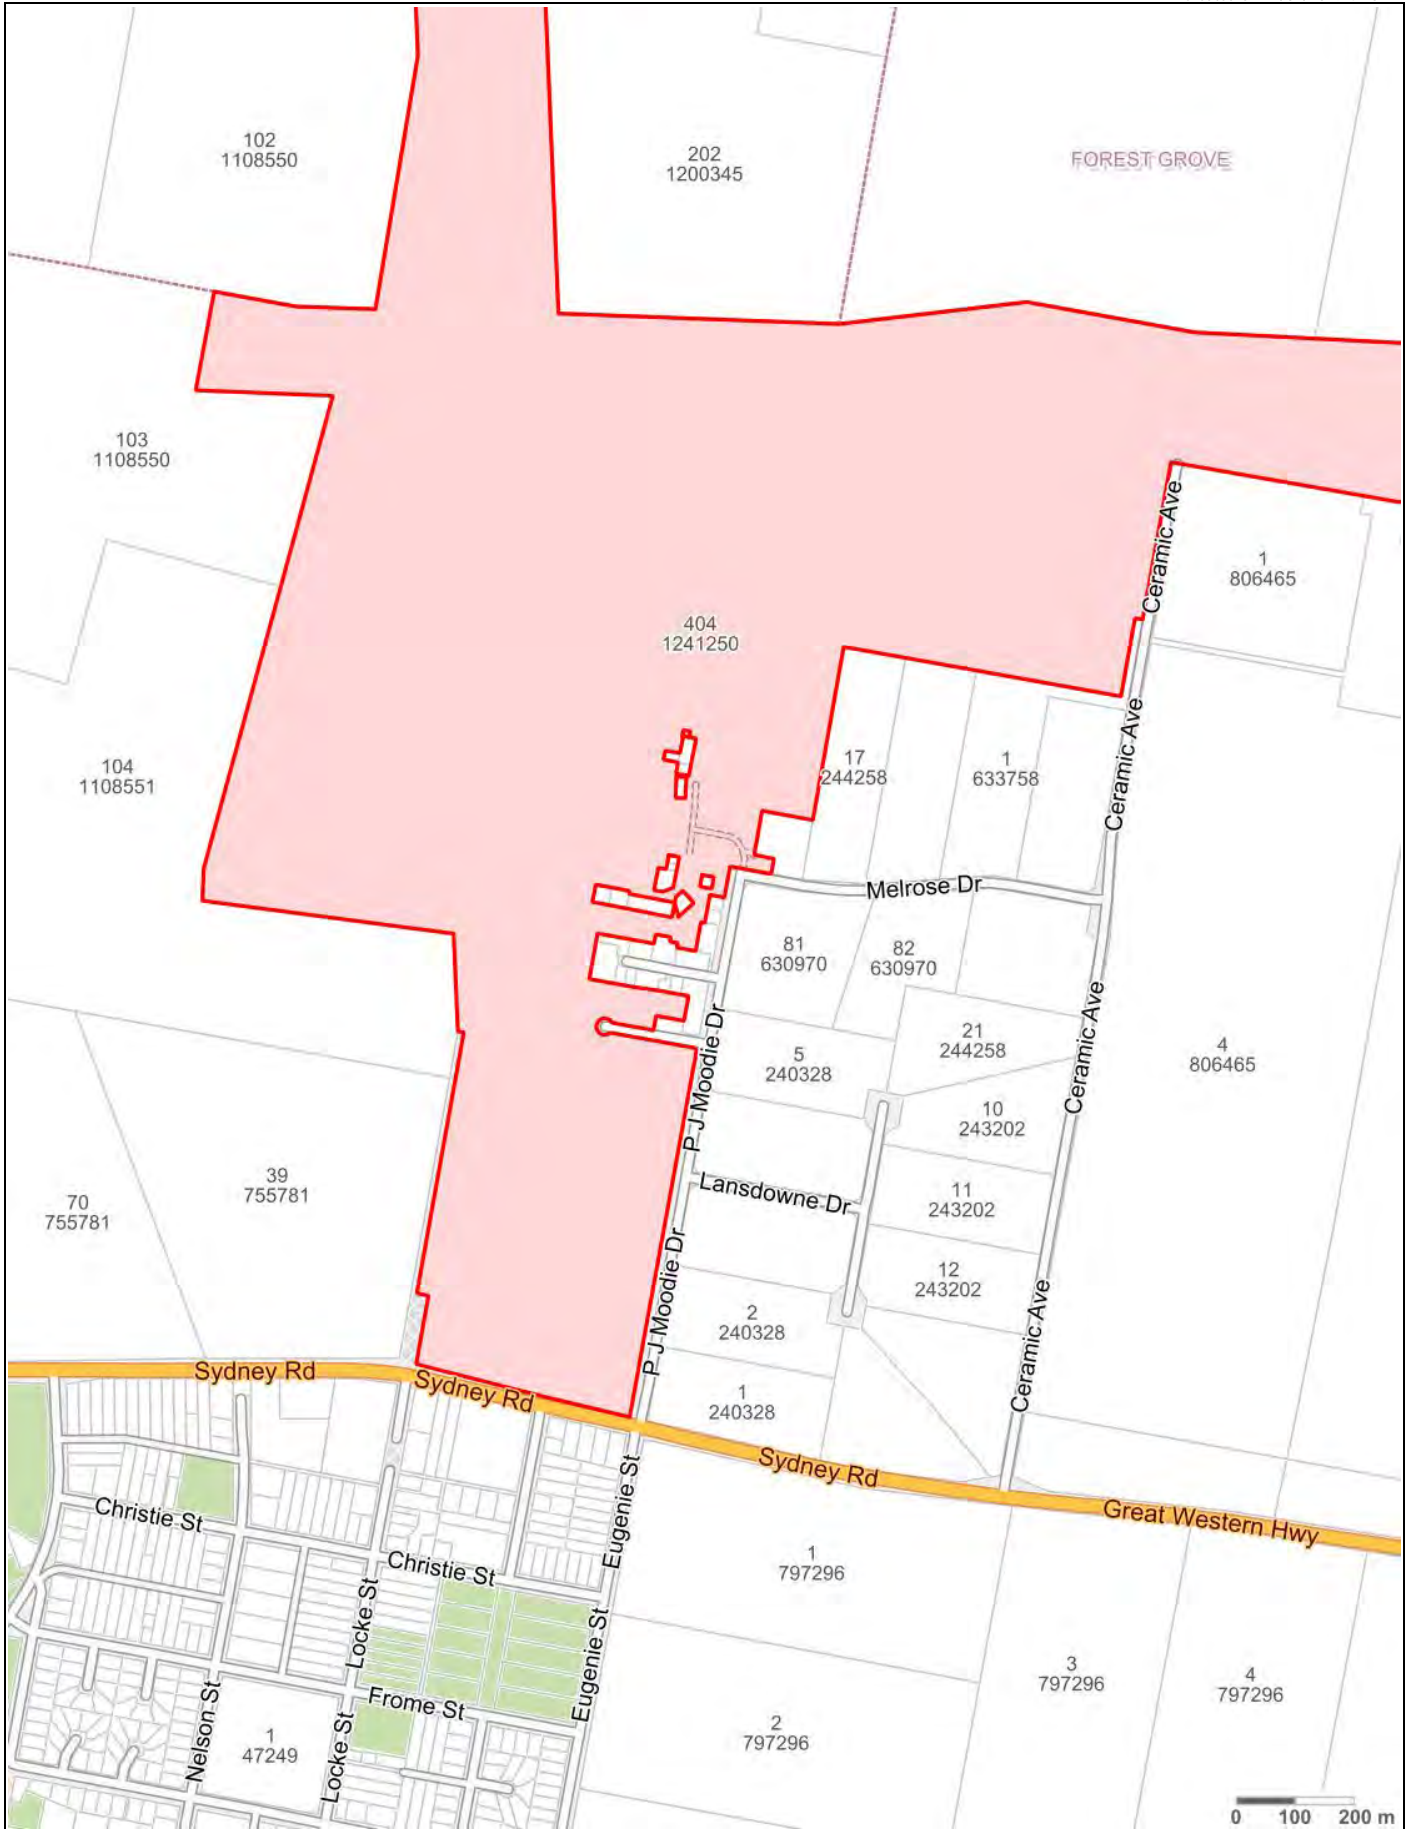 102
1108550
202
1200345
FOREST GROVE
103
1108550
Ceramic Ave
1
806465
404
1241250
104
1108551
17
244258
1
633758
Ceramic Ave
Melrose Dr
81
630970
82
630970
P J Moodie Dr
5
240328
21
244258
Ceramic Ave
4
806465
10
243202
39
755781
70
755781
Lansdowne Dr
11
243202
P J Moodie Dr
12
243202
2
240328
Ceramic Ave
Sydney Rd
Sydney Rd
1
240328
Sydney Rd
Great Western Hwy
Christie St
Eugenie St
Christie St
1
797296
Locke St
Eugenie St
3
797296
4
797296
Frome St
Nelson St
Locke St
1
47249
2
797296
0 100 200 m